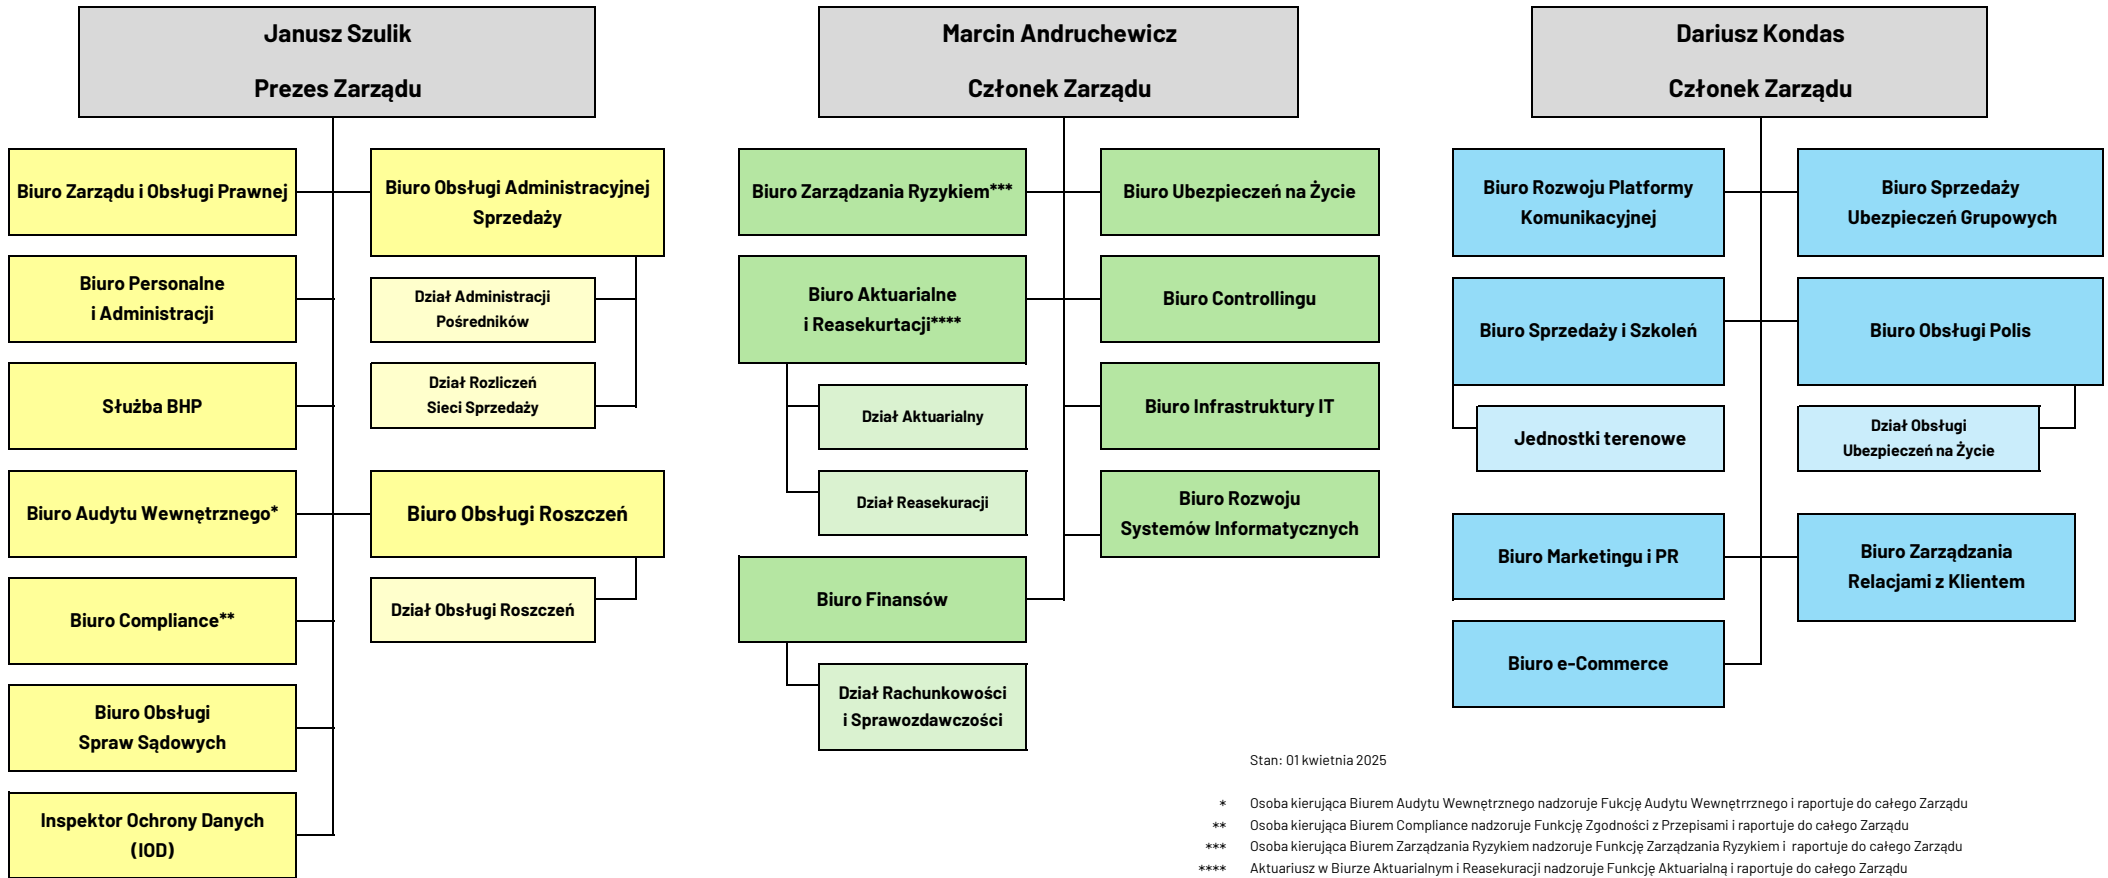 Janusz Szulik
Prezes Zarządu
Biuro Zarządu i Obsługi Prawnej
Biuro Personalne
i Administracji
Służba BHP
Biuro Audytu Wewnętrznego*
Biuro Compliance**
Biuro Obsługi
Spraw Sądowych
Inspektor Ochrony Danych
(IOD)
Biuro Obsługi Administracyjnej
Sprzedaży
Dział Administracji
Pośredników
Dział Rozliczeń
Sieci Sprzedaży
Biuro Obsługi Roszczeń
Dział Obsługi Roszczeń
Marcin Andruchewicz
Członek Zarządu
Biuro Zarządzania Ryzykiem***
Biuro Aktuarialne
i Reasekurtacji****
Dział Aktuarialny
Dział Reasekuracji
Biuro Finansów
Dział Rachunkowości
i Sprawozdawczości
Biuro Ubezpieczeń na Życie
Biuro Controllingu
Biuro Infrastruktury IT
Biuro Rozwoju
Systemów Informatycznych
Dariusz Kondas
Członek Zarządu
Biuro Rozwoju Platformy
Komunikacyjnej
Biuro Sprzedaży i Szkoleń
Jednostki terenowe
Biuro Marketingu i PR
Biuro e-Commerce
Biuro Sprzedaży
Ubezpieczeń Grupowych
Biuro Obsługi Polis
Dział Obsługi
Ubezpieczeń na Życie
Biuro Zarządzania
Relacjami z Klientem
Stan: 01 kwietnia 2025
* Osoba kierująca Biurem Audytu Wewnętrznego nadzoruje Fukcję Audytu Wewnętrrznego i raportuje do całego Zarządu
** Osoba kierująca Biurem Compliance nadzoruje Funkcję Zgodności z Przepisami i raportuje do całego Zarządu
*** Osoba kierująca Biurem Zarządzania Ryzykiem nadzoruje Funkcję Zarządzania Ryzykiem i raportuje do całego Zarządu
**** Aktuariusz w Biurze Aktuarialnym i Reasekuracji nadzoruje Funkcję Aktuarialną i raportuje do całego Zarządu